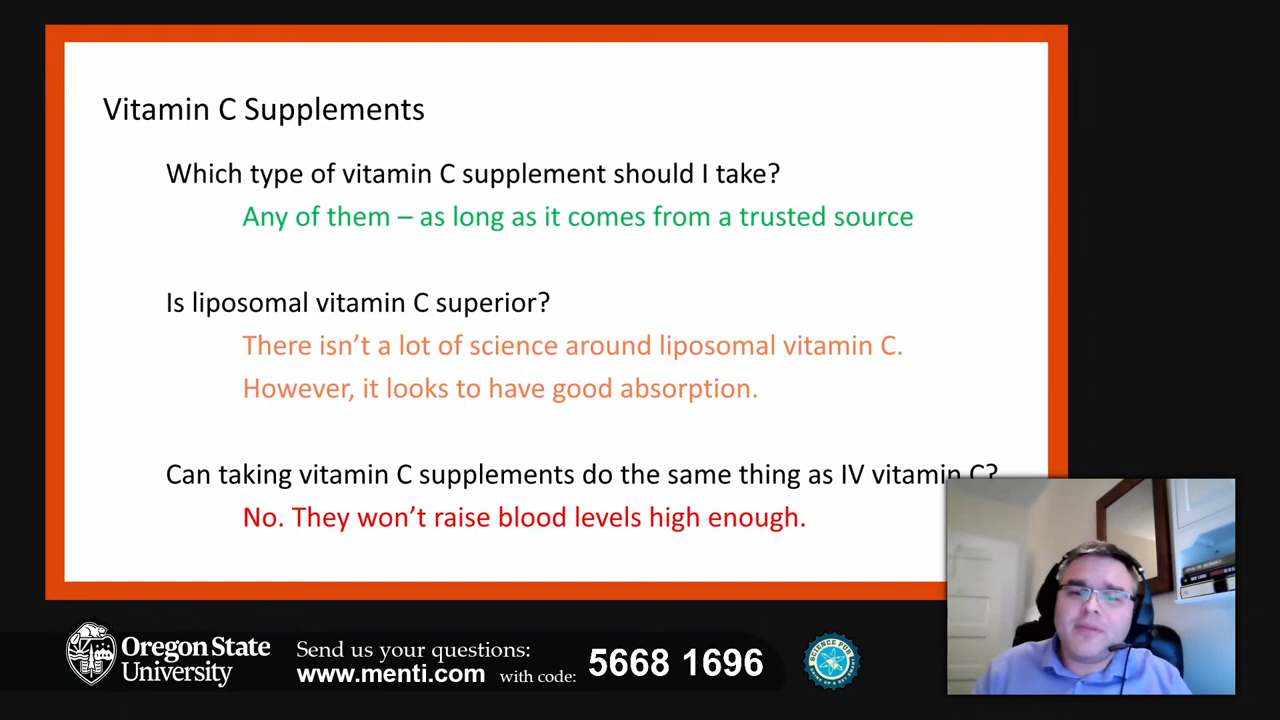 Vitamin C Supplements
Which type of vitamin C supplement should I take?
Any of them – as long as it comes from a trusted source
Is liposomal vitamin C superior?
There isn’t a lot of science around liposomal vitamin C.
However, it looks to have good absorption.
Can taking vitamin C supplements do the same thing as IV vitamin C?
No. They won’t raise blood levels high enough.
Oregon State
University
Send us your questions:
www.menti.com with code:
5668 1696
SCIENCE PUB